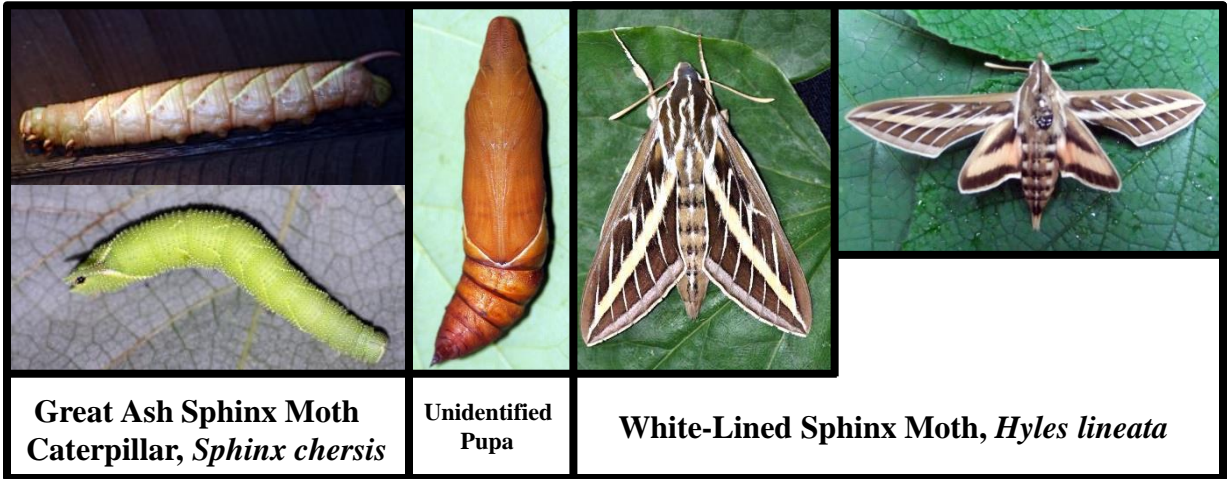 Great Ash Sphinx Moth
Caterpillar, Sphinx chersis
Unidentified
Pupa
White-Lined Sphinx Moth, Hyles lineata